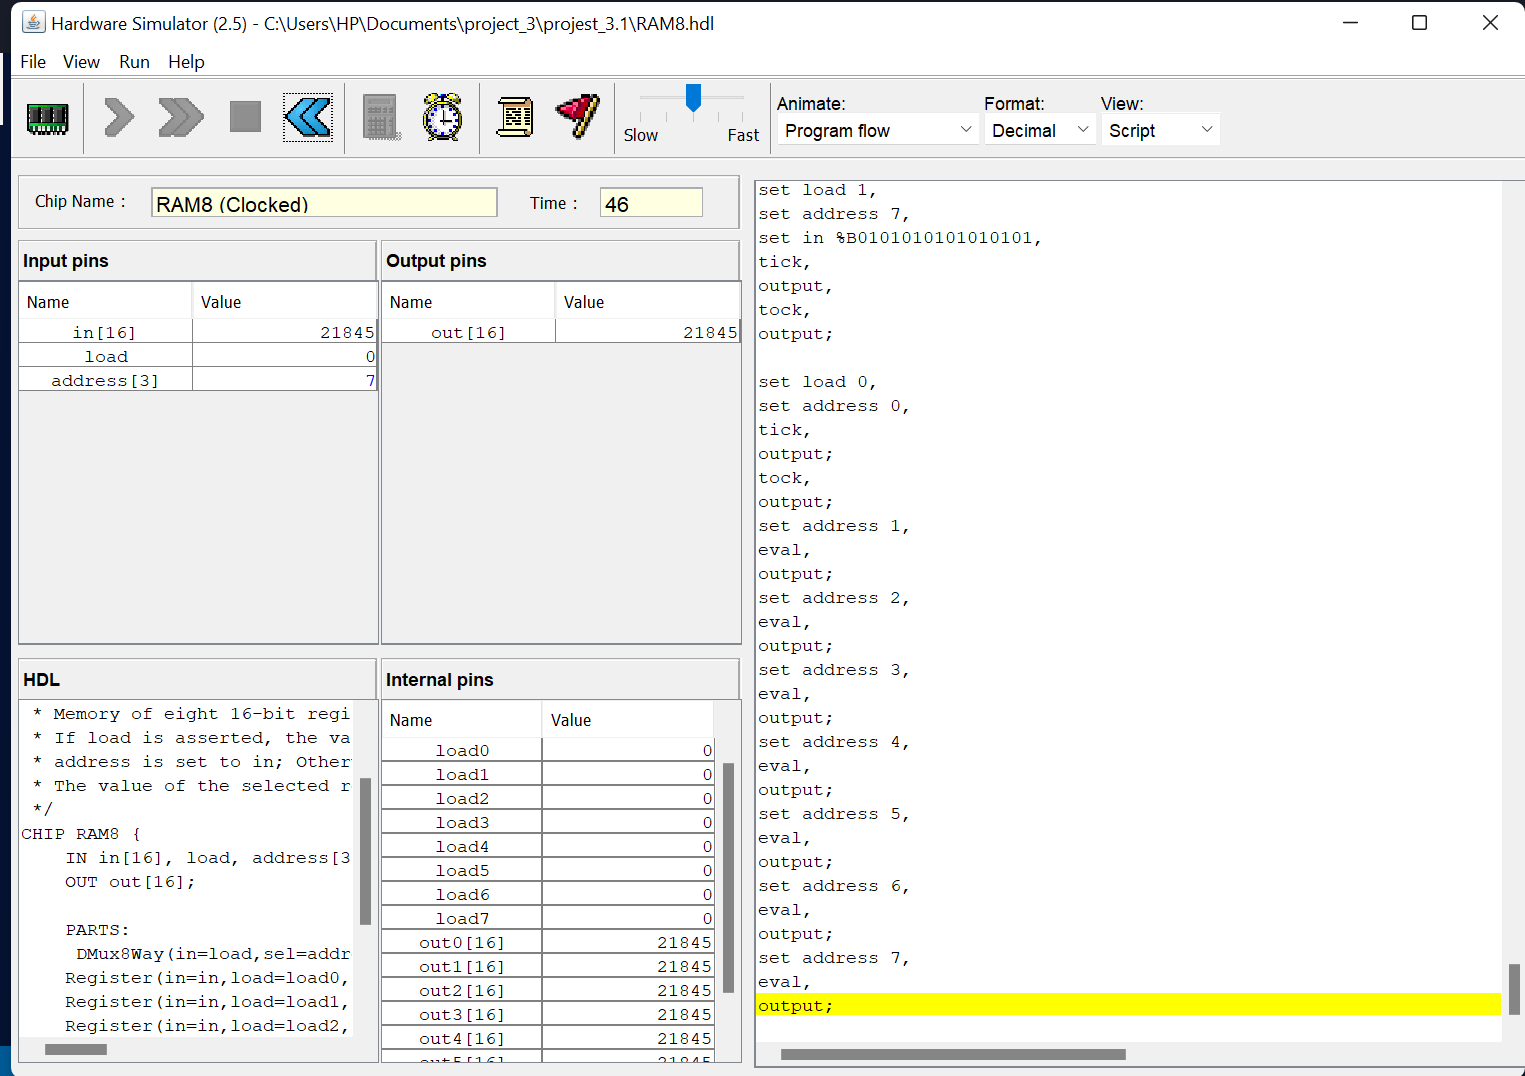 Hardware Simulator (2.5) - C:\Users\HP\Documents\project_3\projest_3.1\RAM8.hdl
File View Run Help
Slow Fast
Animate: Format: View:
Program flow Decimal Script
Chip Name : RAM8 (Clocked) Time : 46
Input pins
Name Value
in[16] 21845
load 0
address[3] 7
Output pins
Name Value
out[16] 21845
HDL
* Memory of eight 16-bit regi
* If load is asserted, the va
* address is set to in; Other
* The value of the selected r
*/
CHIP RAM8 {
IN in[16], load, address[3
OUT out[16];
PARTS:
DMux8Way(in=load,sel=addr
Register(in=in,load=load0,
Register(in=in,load=load1,
Register(in=in,load=load2,
Internal pins
Name Value
load0 0
load1 0
load2 0
load3 0
load4 0
load5 0
load6 0
load7 0
out0[16] 21845
out1[16] 21845
out2[16] 21845
out3[16] 21845
out4[16] 21845
out5[16] 21845
set load 1,
set address 7,
set in %B0101010101010101,
tick,
output,
tock,
output;
set load 0,
set address 0,
tick,
output;
tock,
output;
set address 1,
eval,
output;
set address 2,
eval,
output;
set address 3,
eval,
output;
set address 4,
eval,
output;
set address 5,
eval,
output;
set address 6,
eval,
output;
set address 7,
eval,
output;